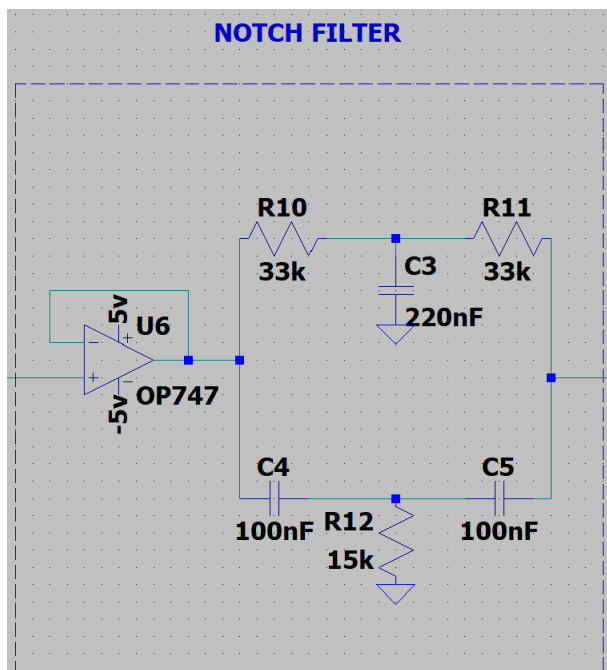 NOTCH FILTER
R10
R11
33k
33k
C3
220nF
5v
U6
OP747
-5v
C4
C5
100nF
R12
100nF
15k